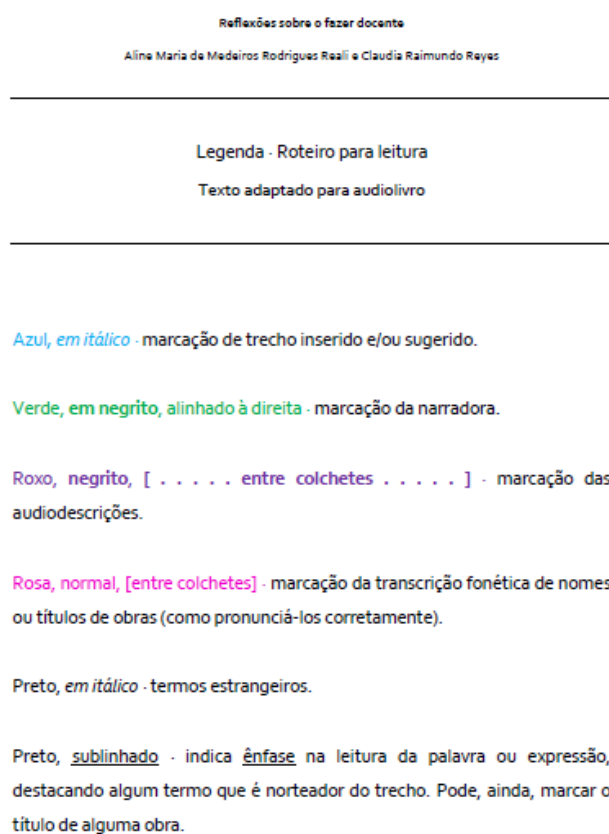 Reflexões sobre o fazer docente
Aline Maria de Medeiros Rodrigues Reali e Claudia Raimundo Reyes
Legenda - Roteiro para leitura
Texto adaptado para audiolivro
Azul, em itálico - marcação de trecho inserido e/ou sugerido.
Verde, em negrito, alinhado à direita - marcação da narradora.
Roxo, negrito, [ . . . . . entre colchetes . . . . . ] - marcação das
audiodescrições.
Rosa, normal, [entre colchetes] - marcação da transcrição fonética de nomes
ou títulos de obras (como pronunciá-los corretamente).
Preto, em itálico - termos estrangeiros.
Preto, sublinhado - indica ênfase na leitura da palavra ou expressão,
destacando algum termo que é norteador do trecho. Pode, ainda, marcar o
título de alguma obra.